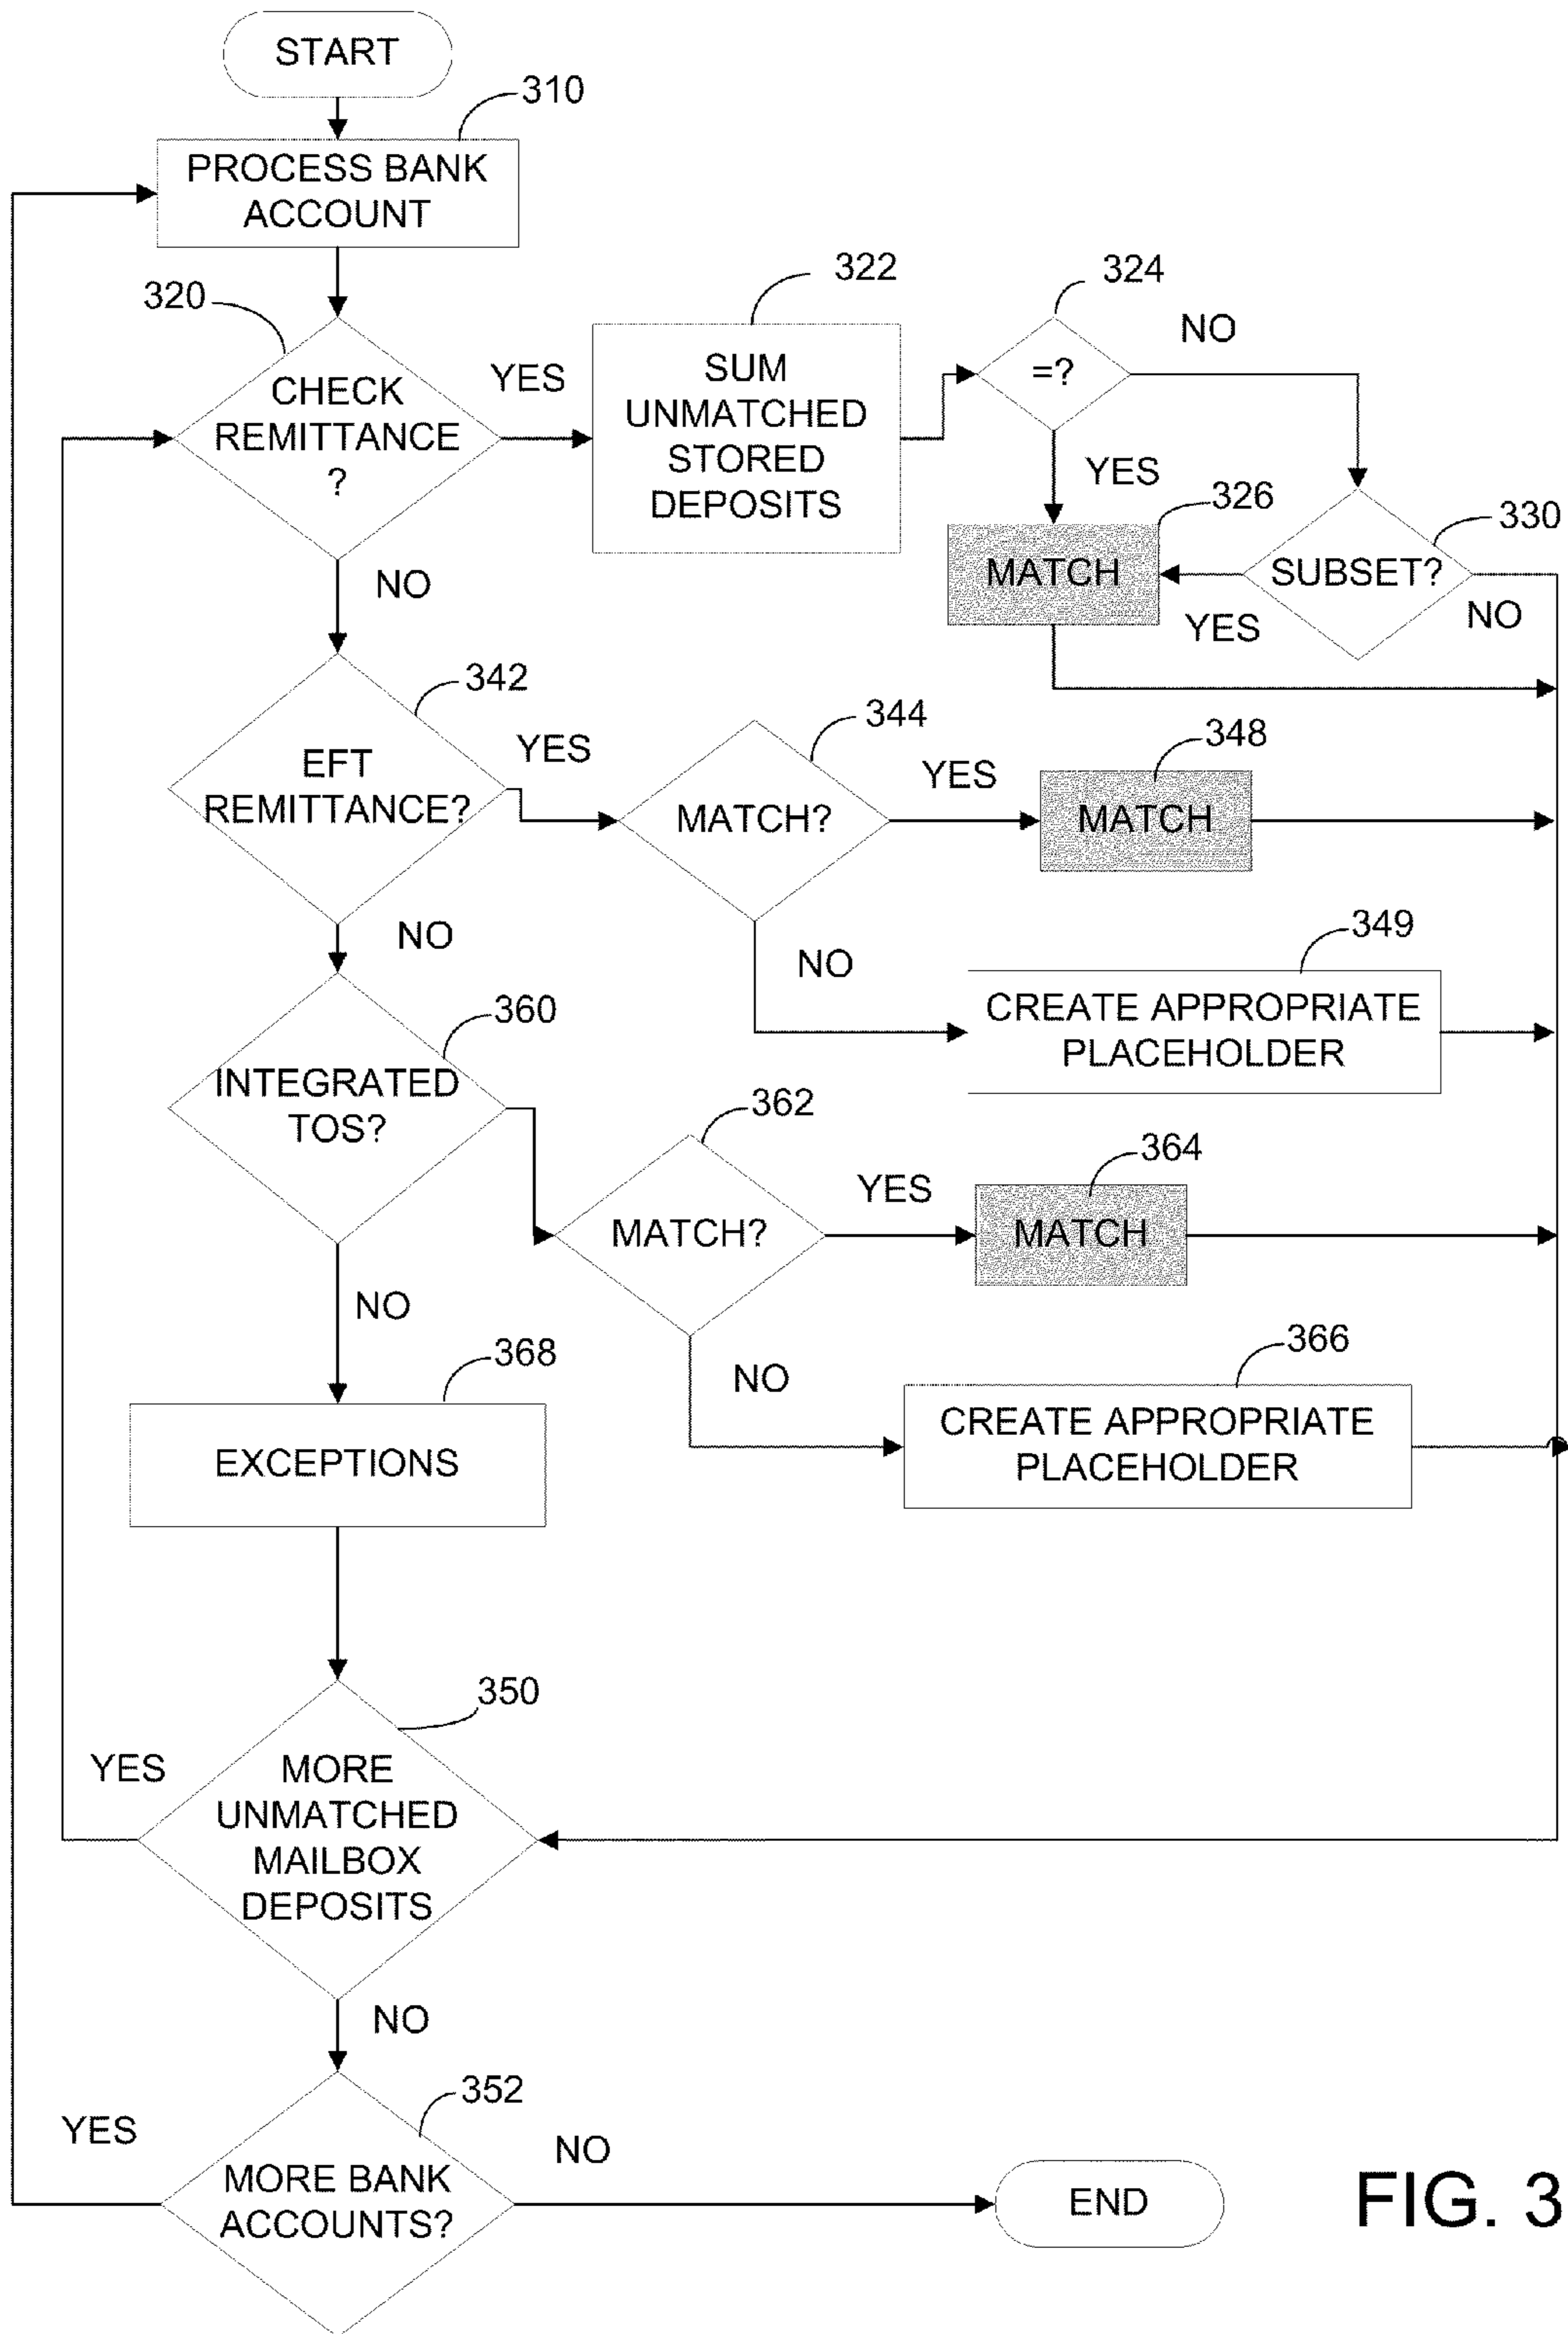 START
310
PROCESS BANK
ACCOUNT
320
CHECK
REMITTANCE
?
YES
322
SUM
UNMATCHED
STORED
DEPOSITS
324
=?
NO
YES
326
MATCH
330
SUBSET?
YES
NO
NO
342
EFT
REMITTANCE?
YES
344
MATCH?
YES
348
MATCH
NO
349
CREATE APPROPRIATE
PLACEHOLDER
NO
360
INTEGRATED
TOS?
362
MATCH?
YES
364
MATCH
NO
366
CREATE APPROPRIATE
PLACEHOLDER
NO
368
EXCEPTIONS
350
MORE
UNMATCHED
MAILBOX
DEPOSITS
YES
NO
352
MORE BANK
ACCOUNTS?
YES
NO
END
FIG. 3